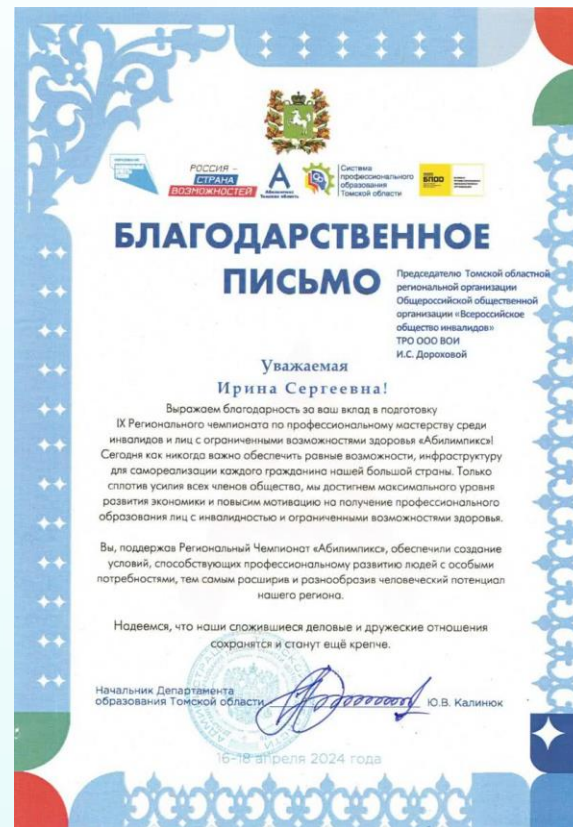 РОССИЯ –
СТРАНА
ВОЗМОЖНОСТЕЙ
Абилимпикс
Томская область
Система
профессионального
образования
Томской области
БПОО
БЛАГОДАРСТВЕННОЕ
ПИСЬМО
Председателю Томской областной
региональной организации
Общероссийской общественной
организации «Всероссийское
общество инвалидов»
ТРО ООО ВОИ
И.С. Дороховой
Уважаемая
Ирина Сергеевна!
Выражаем благодарность за ваш вклад в подготовку
IX Регионального чемпионата по профессиональному мастерству среди
инвалидов и лиц с ограниченными возможностями здоровья «Абилимпикс»!
Сегодня как никогда важно обеспечить равные возможности, инфраструктуру
для самореализации каждого гражданина нашей большой страны. Только
сплотив усилия всех членов общества, мы достигнем максимального уровня
развития экономики и повысим мотивацию на получение профессионального
образования лиц с инвалидностью и ограниченными возможностями здоровья.
Вы, поддержав Региональный Чемпионат «Абилимпикс», обеспечили создание
условий, способствующих профессиональному развитию людей с особыми
потребностями, тем самым расширив и разнообразив человеческий потенциал
нашего региона.
Надеемся, что наши сложившиеся деловые и дружеские отношения
сохранятся и станут ещё крепче.
Начальник Департамента
образования Томской области
Ю.В. Калинюк
16-18 апреля 2024 года